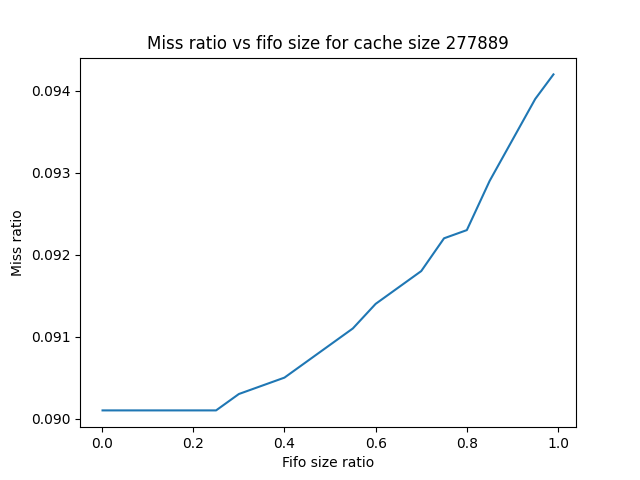 Miss ratio vs fifo size for cache size 277889
0.094
0.093
0.092
0.091
0.090
Miss ratio
0.0 0.2 0.4 0.6 0.8 1.0
Fifo size ratio